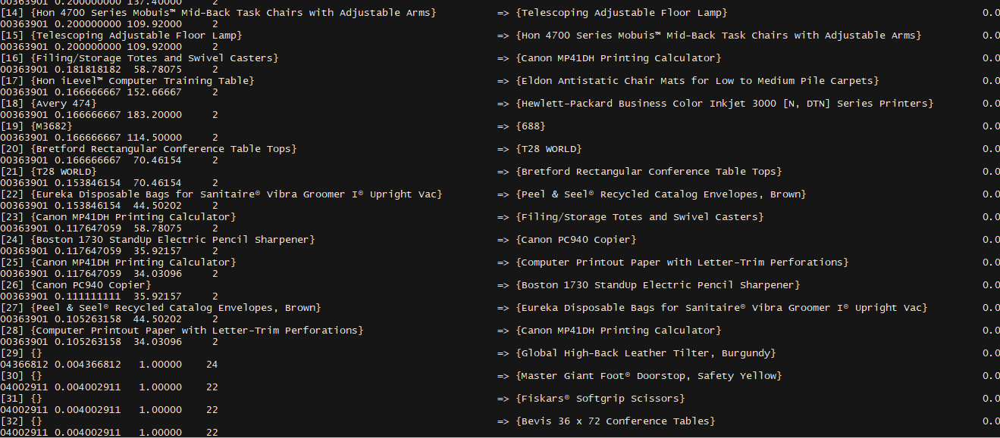 00363901 0.200000000 137.40000 2
[14] {Hon 4700 Series Mobuis™ Mid-Back Task Chairs with Adjustable Arms} => {Telescoping Adjustable Floor Lamp} 0.0
00363901 0.200000000 109.92000 2
[15] {Telescoping Adjustable Floor Lamp} => {Hon 4700 Series Mobuis™ Mid-Back Task Chairs with Adjustable Arms} 0.0
00363901 0.200000000 109.92000 2
[16] {Filing/Storage Totes and Swivel Casters} => {Canon MP41DH Printing Calculator} 0.0
00363901 0.181818182 58.78075 2
[17] {Hon iLevel™ Computer Training Table} => {Eldon Antistatic Chair Mats for Low to Medium Pile Carpets} 0.0
00363901 0.166666667 152.66667 2
[18] {Avery 474} => {Hewlett-Packard Business Color Inkjet 3000 [N, DTN] Series Printers} 0.0
00363901 0.166666667 183.20000 2
[19] {M3682} => {688} 0.0
00363901 0.166666667 114.50000 2
[20] {Bretford Rectangular Conference Table Tops} => {T28 WORLD} 0.0
00363901 0.166666667 70.46154 2
[21] {T28 WORLD} => {Bretford Rectangular Conference Table Tops} 0.0
00363901 0.153846154 70.46154 2
[22] {Eureka Disposable Bags for Sanitaire® Vibra Groomer I® Upright Vac} => {Peel & Seel® Recycled Catalog Envelopes, Brown} 0.0
00363901 0.153846154 44.50202 2
[23] {Canon MP41DH Printing Calculator} => {Filing/Storage Totes and Swivel Casters} 0.0
00363901 0.117647059 58.78075 2
[24] {Boston 1730 StandUp Electric Pencil Sharpener} => {Canon PC940 Copier} 0.0
00363901 0.117647059 35.92157 2
[25] {Canon MP41DH Printing Calculator} => {Computer Printout Paper with Letter-Trim Perforations} 0.0
00363901 0.117647059 34.03096 2
[26] {Canon PC940 Copier} => {Boston 1730 StandUp Electric Pencil Sharpener} 0.0
00363901 0.111111111 35.92157 2
[27] {Peel & Seel® Recycled Catalog Envelopes, Brown} => {Eureka Disposable Bags for Sanitaire® Vibra Groomer I® Upright Vac} 0.0
00363901 0.105263158 44.50202 2
[28] {Computer Printout Paper with Letter-Trim Perforations} => {Canon MP41DH Printing Calculator} 0.0
00363901 0.105263158 34.03096 2
[29] {} => {Global High-Back Leather Tilter, Burgundy} 0.0
04366812 0.004366812 1.00000 24
[30] {} => {Master Giant Foot® Doorstop, Safety Yellow} 0.0
04002911 0.004002911 1.00000 22
[31] {} => {Fiskars® Softgrip Scissors} 0.0
04002911 0.004002911 1.00000 22
[32] {} => {Bevis 36 x 72 Conference Tables} 0.0
04002911 0.004002911 1.00000 22